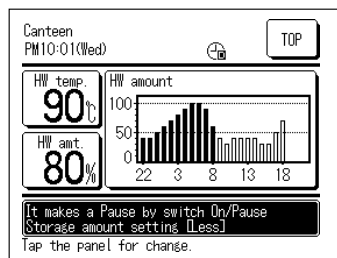 Canteen
PM10:01(Wed)
TOP
HW temp.
90℃
HW amt.
80%
HW amount
100
50
0
22 3 8 13 18
It makes a Pause by switch On/Pause
Storage amount setting [Less]
Tap the panel for change.